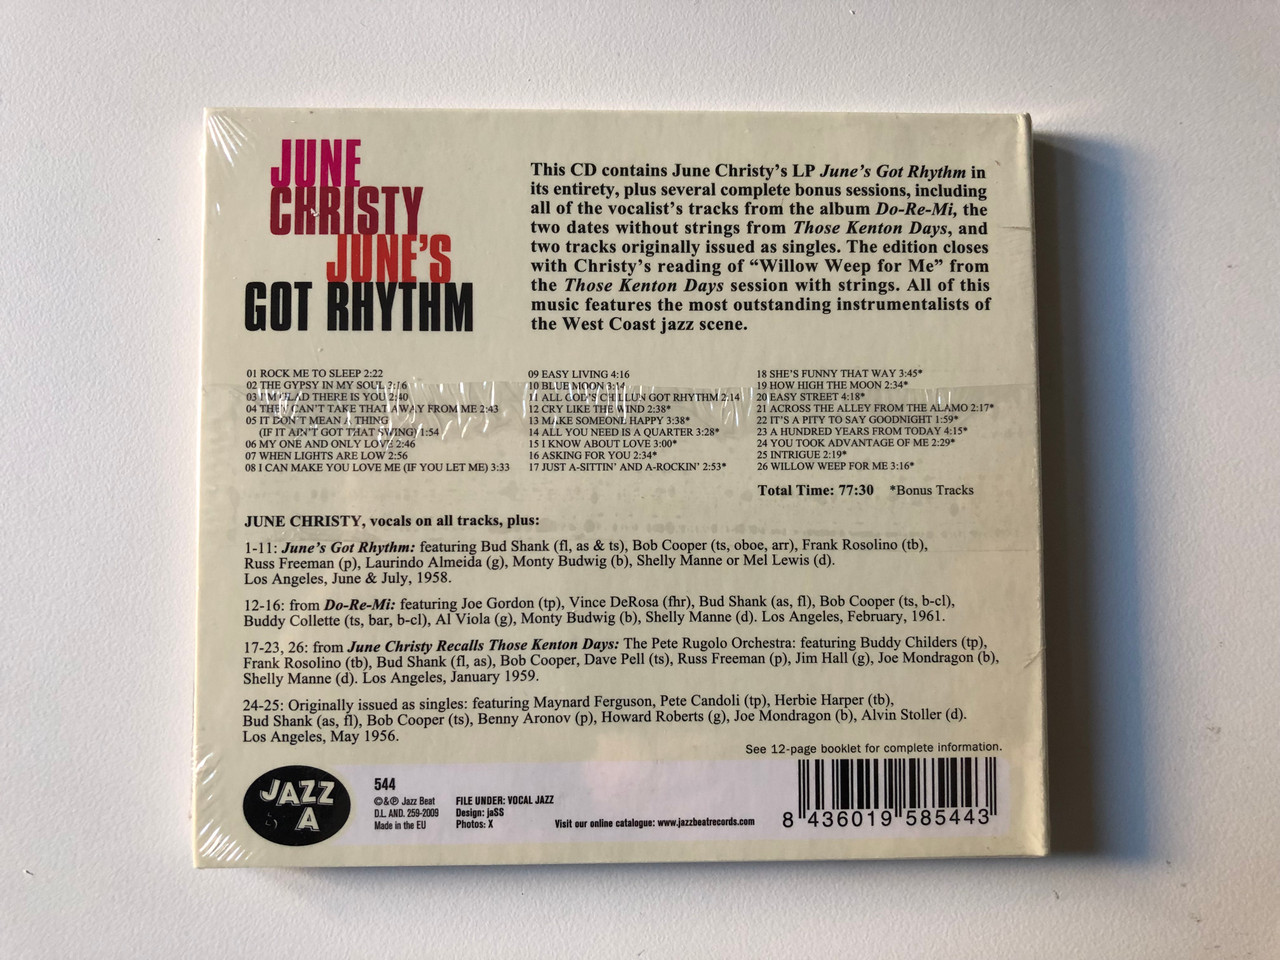 JUNE
CHRISTY
JUNE'S
GOT RHYTHM
This CD contains June Christy's LP June's Got Rhythm in
its entirety, plus several complete bonus sessions, including
all of the vocalist's tracks from the album Do-Re-Mi, the
two dates without strings from Those Kenton Days, and
two tracks originally issued as singles. The edition closes
with Christy's reading of “Willow Weep for Me” from
the Those Kenton Days session with strings. All of this
music features the most outstanding instrumentalists of
the West Coast jazz scene.
01 ROCK ME TO SLEEP 2:22
02 THE GYPSY IN MY SOUL 3:16
03 I'M GLAD THERE IS YOU 2:40
04 THEY CAN'T TAKE THAT AWAY FROM ME 2:43
05 IT DON'T MEAN A THING
(IF IT AIN'T GOT THAT SWING) 1:54
06 MY ONE AND ONLY LOVE 2:46
07 WHEN LIGHTS ARE LOW 2:56
08 I CAN MAKE YOU LOVE ME (IF YOU LET ME) 3:33
09 EASY LIVING 4:16
10 BLUE MOON 3:14
11 ALL GOD'S CHILLUN GOT RHYTHM 2:14
12 CRY LIKE THE WIND 2:38*
13 MAKE SOMEONE HAPPY 3:38*
14 ALL YOU NEED IS A QUARTER 3:28*
15 I KNOW ABOUT LOVE 3:00*
16 ASKING FOR YOU 2:34*
17 JUST A-SITTIN' AND A-ROCKIN' 2:53*
18 SHE'S FUNNY THAT WAY 3:45*
19 HOW HIGH THE MOON 2:34*
20 EASY STREET 4:18*
21 ACROSS THE ALLEY FROM THE ALAMO 2:17*
22 IT'S A PITY TO SAY GOODNIGHT 1:59*
23 A HUNDRED YEARS FROM TODAY 4:15*
24 YOU TOOK ADVANTAGE OF ME 2:29*
25 INTRIGUE 2:19*
26 WILLOW WEEP FOR ME 3:16*
Total Time: 77:30 *Bonus Tracks
JUNE CHRISTY, vocals on all tracks, plus:
1-11: June's Got Rhythm: featuring Bud Shank (fl, as & ts), Bob Cooper (ts, oboe, arr), Frank Rosolino (tb),
Russ Freeman (p), Laurindo Almeida (g), Monty Budwig (b), Shelly Manne or Mel Lewis (d).
Los Angeles, June & July, 1958.
12-16: from Do-Re-Mi: featuring Joe Gordon (tp), Vince DeRosa (fhr), Bud Shank (as, fl), Bob Cooper (ts, b-cl),
Buddy Collette (ts, bar, b-cl), Al Viola (g), Monty Budwig (b), Shelly Manne (d). Los Angeles, February, 1961.
17-23, 26: from June Christy Recalls Those Kenton Days: The Pete Rugolo Orchestra: featuring Buddy Childers (tp),
Frank Rosolino (tb), Bud Shank (fl, as), Bob Cooper, Dave Pell (ts), Russ Freeman (p), Jim Hall (g), Joe Mondragon (b),
Shelly Manne (d). Los Angeles, January 1959.
24-25: Originally issued as singles: featuring Maynard Ferguson, Pete Candoli (tp), Herbie Harper (tb),
Bud Shank (as, fl), Bob Cooper (ts), Benny Aronov (p), Howard Roberts (g), Joe Mondragon (b), Alvin Stoller (d).
Los Angeles, May 1956.
See 12-page booklet for complete information.
JAZZ
A
544
©&℗ Jazz Beat
D.L. AND. 259-2009
Made in the EU
FILE UNDER: VOCAL JAZZ
Design: jaSS
Photos: X
Visit our online catalogue: www.jazzbeatrecords.com
8 436019 585443